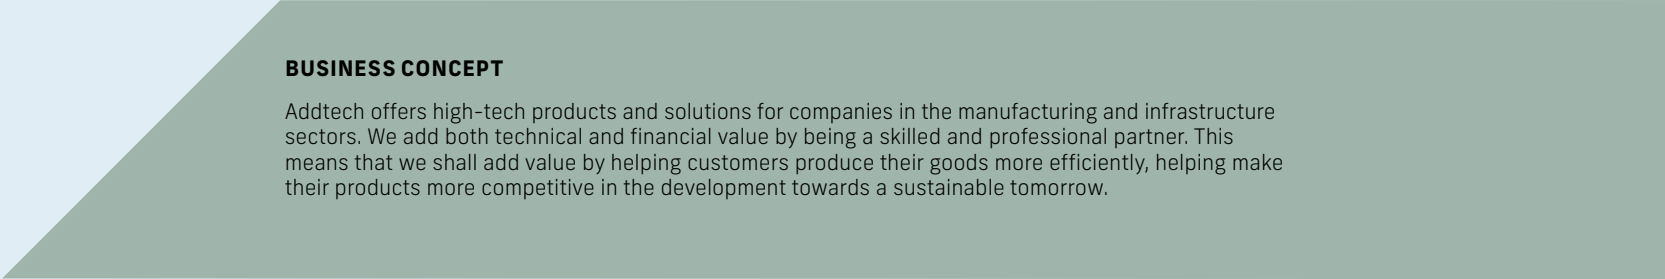 BUSINESS CONCEPT
Addtech offers high-tech products and solutions for companies in the manufacturing and infrastructure
sectors. We add both technical and financial value by being a skilled and professional partner. This
means that we shall add value by helping customers produce their goods more efficiently, helping make
their products more competitive in the development towards a sustainable tomorrow.